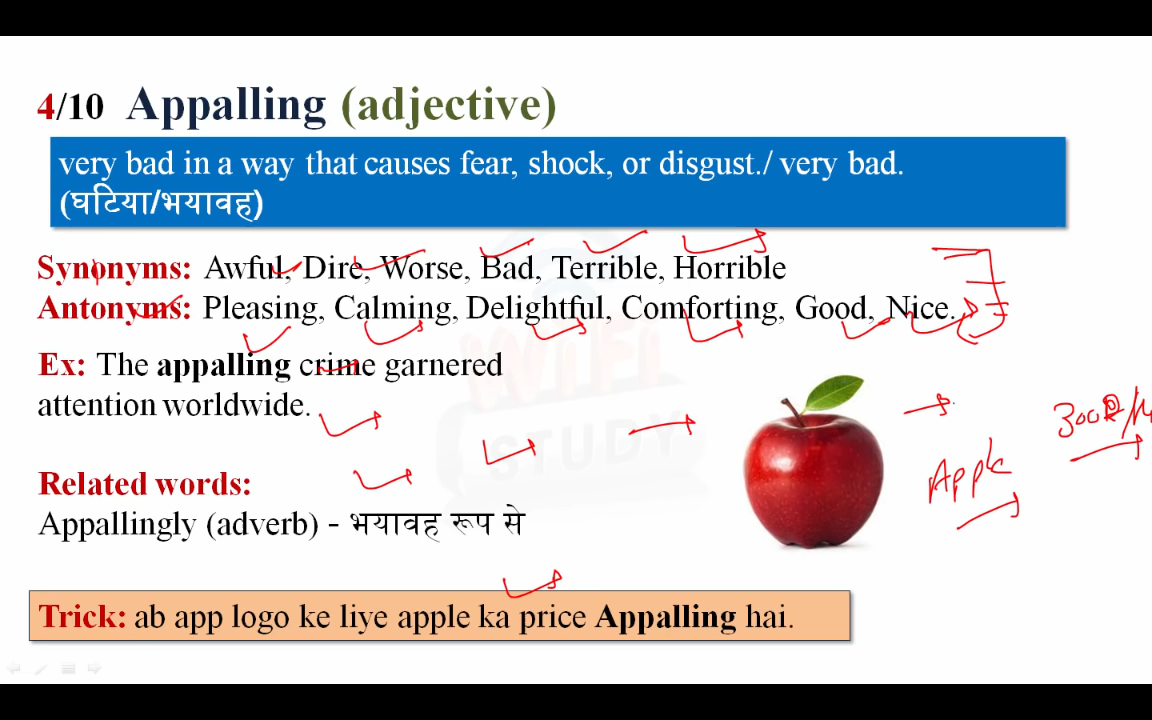 4/10 Appalling (adjective)
very bad in a way that causes fear, shock, or disgust./ very bad.
(घटिया/भयावह)
Synonyms: Awful, Dire, Worse, Bad, Terrible, Horrible
Antonyms: Pleasing, Calming, Delightful, Comforting, Good, Nice.
Ex: The appalling crime garnered
attention worldwide.
WiFi
STUDY
Apple
Related words:
Appallingly (adverb) - भयावह रूप से
Trick: ab app logo ke liye apple ka price Appalling hai.